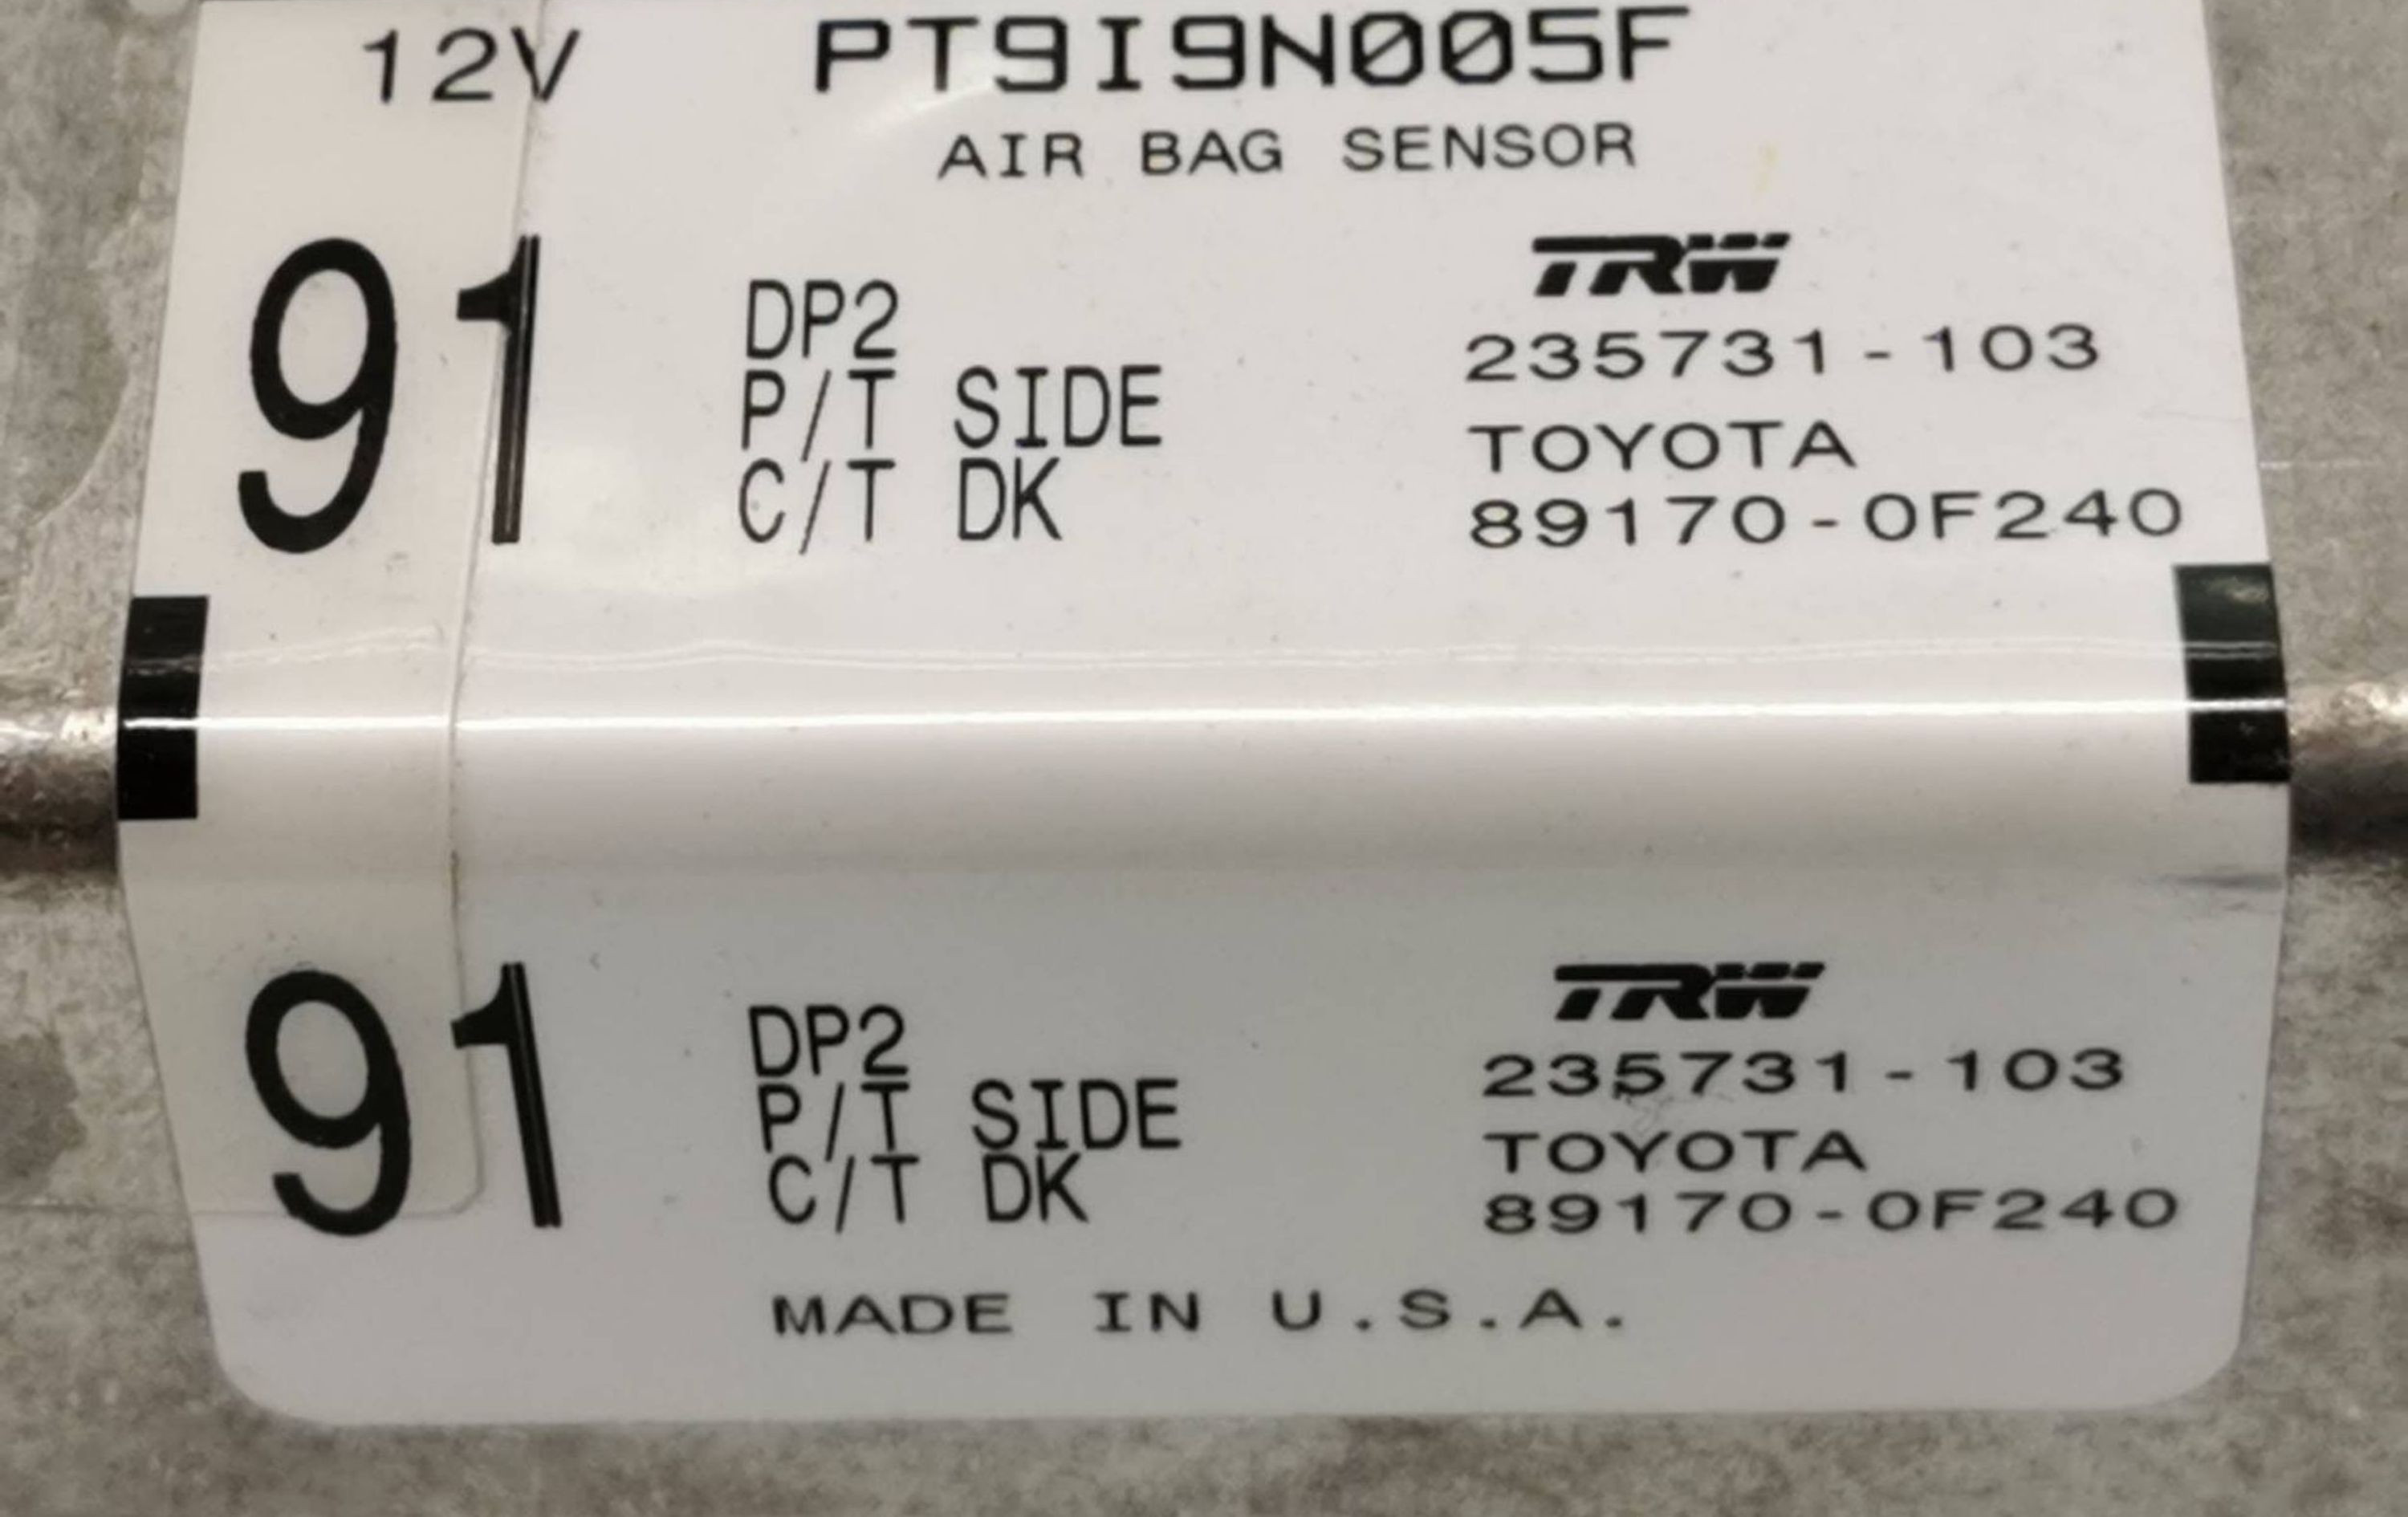 12V PT9I9N005F
AIR BAG SENSOR
91
DP2
P/T SIDE
C/T DK
TRW
235731-103
TOYOTA
89170-0F240
91
DP2
P/T SIDE
C/T DK
TRW
235731-103
TOYOTA
89170-0F240
MADE IN U.S.A.